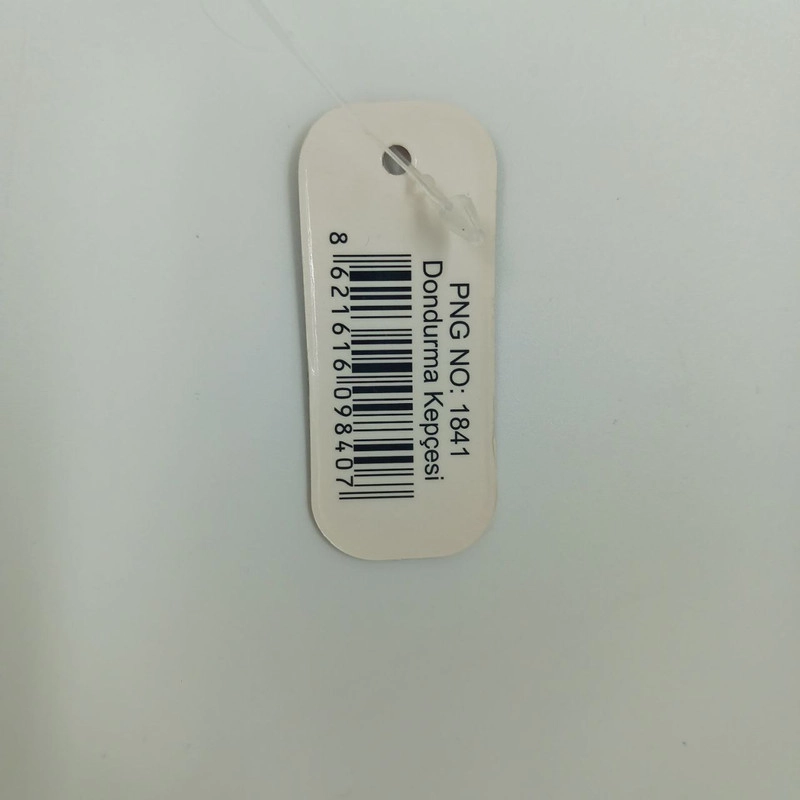 PNG NO: 1841
Dondurma Kepçesi
8 621616 098407